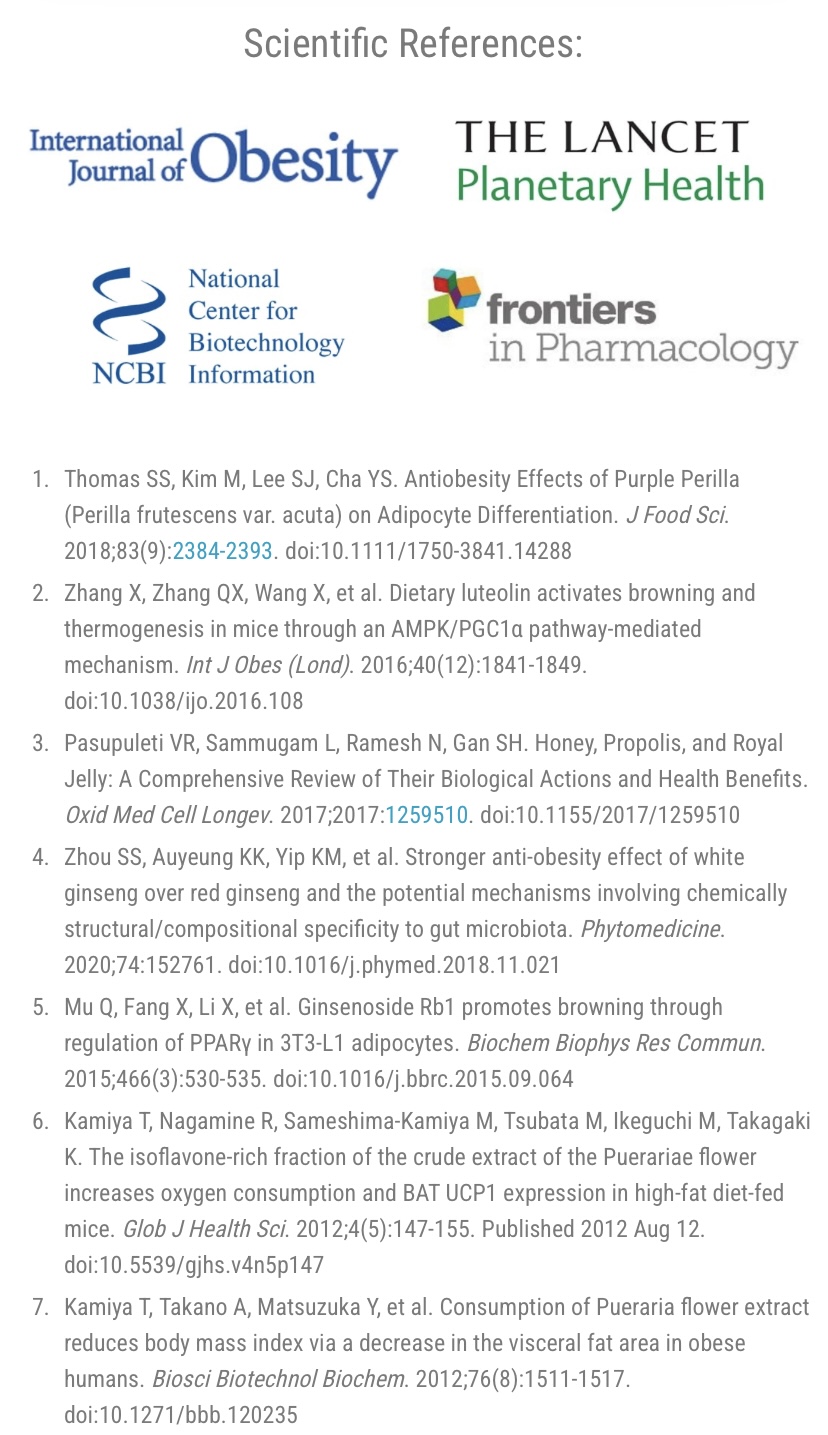 Scientific References:
International
Journal of Obesity
THE LANCET
Planetary Health
NCBI
National
Center for
Biotechnology
Information
frontiers
in Pharmacology
1. Thomas SS, Kim M, Lee SJ, Cha YS. Antiobesity Effects of Purple Perilla
(Perilla frutescens var. acuta) on Adipocyte Differentiation. J Food Sci.
2018;83(9):2384-2393. doi:10.1111/1750-3841.14288
2. Zhang X, Zhang QX, Wang X, et al. Dietary luteolin activates browning and
thermogenesis in mice through an AMPK/PGC1α pathway-mediated
mechanism. Int J Obes (Lond). 2016;40(12):1841-1849.
doi:10.1038/ijo.2016.108
3. Pasupuleti VR, Sammugam L, Ramesh N, Gan SH. Honey, Propolis, and Royal
Jelly: A Comprehensive Review of Their Biological Actions and Health Benefits.
Oxid Med Cell Longev. 2017;2017:1259510. doi:10.1155/2017/1259510
4. Zhou SS, Auyeung KK, Yip KM, et al. Stronger anti-obesity effect of white
ginseng over red ginseng and the potential mechanisms involving chemically
structural/compositional specificity to gut microbiota. Phytomedicine.
2020;74:152761. doi:10.1016/j.phymed.2018.11.021
5. Mu Q, Fang X, Li X, et al. Ginsenoside Rb1 promotes browning through
regulation of PPARγ in 3T3-L1 adipocytes. Biochem Biophys Res Commun.
2015;466(3):530-535. doi:10.1016/j.bbrc.2015.09.064
6. Kamiya T, Nagamine R, Sameshima-Kamiya M, Tsubata M, Ikeguchi M, Takagaki
K. The isoflavone-rich fraction of the crude extract of the Puerariae flower
increases oxygen consumption and BAT UCP1 expression in high-fat diet-fed
mice. Glob J Health Sci. 2012;4(5):147-155. Published 2012 Aug 12.
doi:10.5539/gjhs.v4n5p147
7. Kamiya T, Takano A, Matsuzuka Y, et al. Consumption of Pueraria flower extract
reduces body mass index via a decrease in the visceral fat area in obese
humans. Biosci Biotechnol Biochem. 2012;76(8):1511-1517.
doi:10.1271/bbb.120235